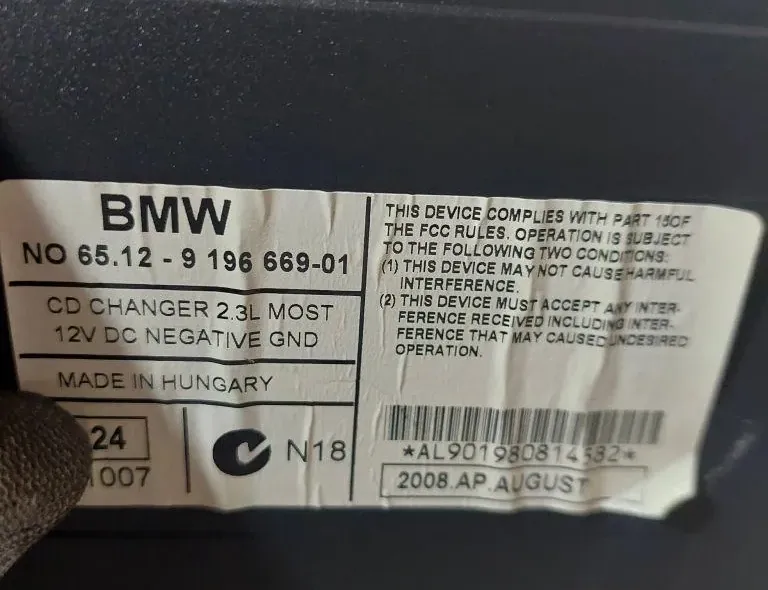 BMW
NO 65.12 - 9 196 669-01
CD CHANGER 2.3L MOST
12V DC NEGATIVE GND
MADE IN HUNGARY
24
1007
N18
THIS DEVICE COMPLIES WITH PART 15OF
THE FCC RULES. OPERATION IS SUBJECT
TO THE FOLLOWING TWO CONDITIONS:
(1) THIS DEVICE MAY NOT CAUSE HARMFUL
INTERFERENCE.
(2) THIS DEVICE MUST ACCEPT ANY INTER-
FERENCE RECEIVED INCLUDING INTER-
FERENCE THAT MAY CAUSED UNDESIRED
OPERATION.
*AL901980814582*
2008.AP.AUGUST